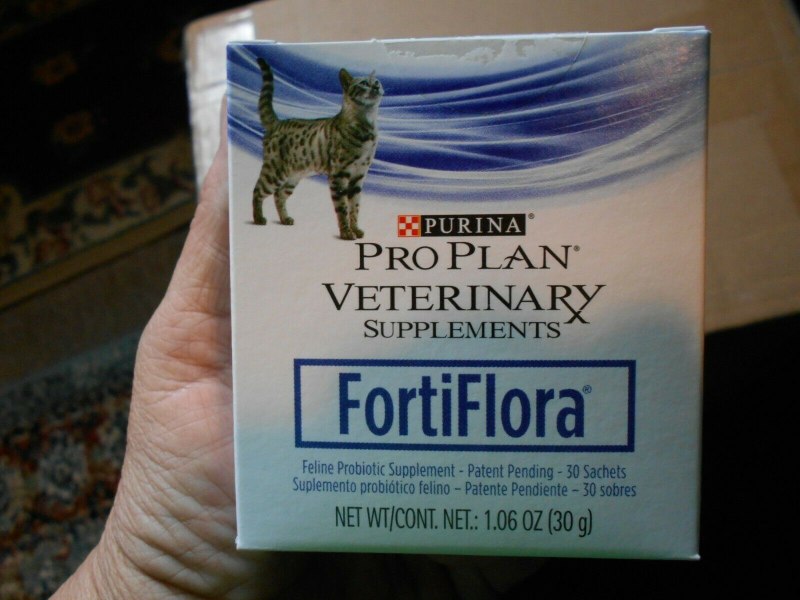 PURINA®
PRO PLAN®
VETERINARY
SUPPLEMENTS
FortiFlora®
Feline Probiotic Supplement - Patent Pending - 30 Sachets
Suplemento probiótico felino – Patente Pendiente – 30 sobres
NET WT/CONT. NET.: 1.06 OZ (30 g)